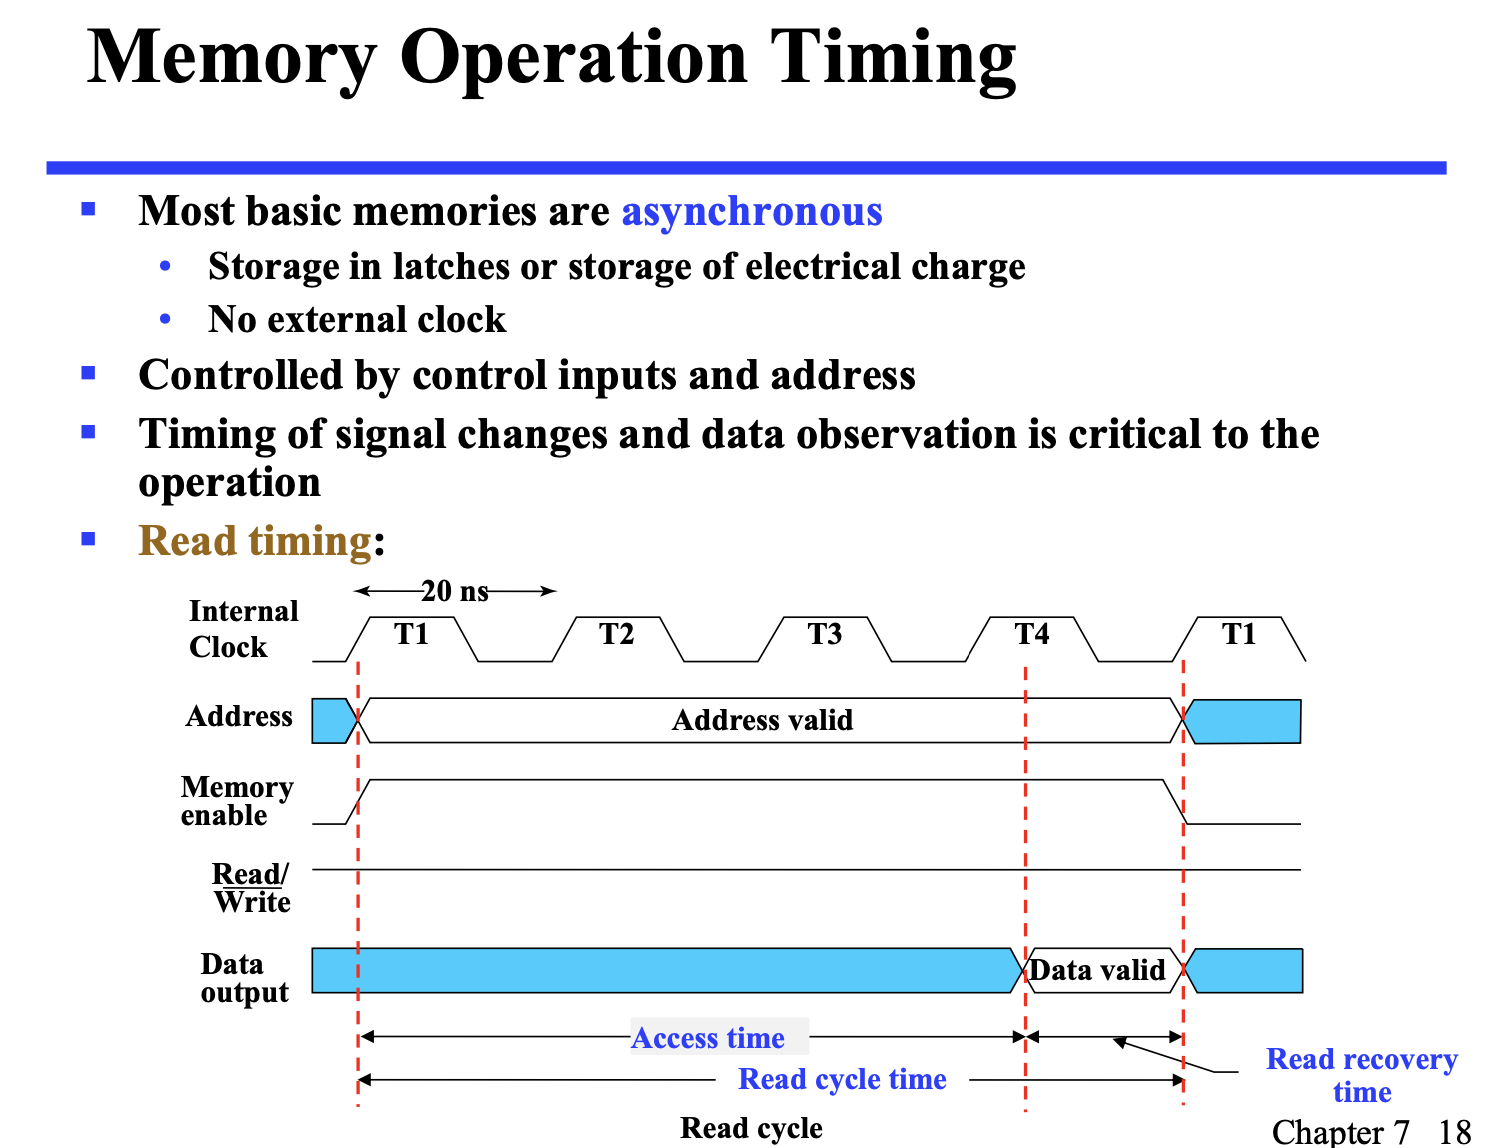 Memory Operation Timing
Most basic memories are asynchronous
Storage in latches or storage of electrical charge
No external clock
Controlled by control inputs and address
Timing of signal changes and data observation is critical to the
operation
Read timing:
20 ns
Internal
Clock
T1 T2 T3 T4 T1
Address
Address valid
Memory
enable
Read/
Write
Data
output
Data valid
Access time
Read cycle time
Read recovery
time
Read cycle
Chapter 7 18